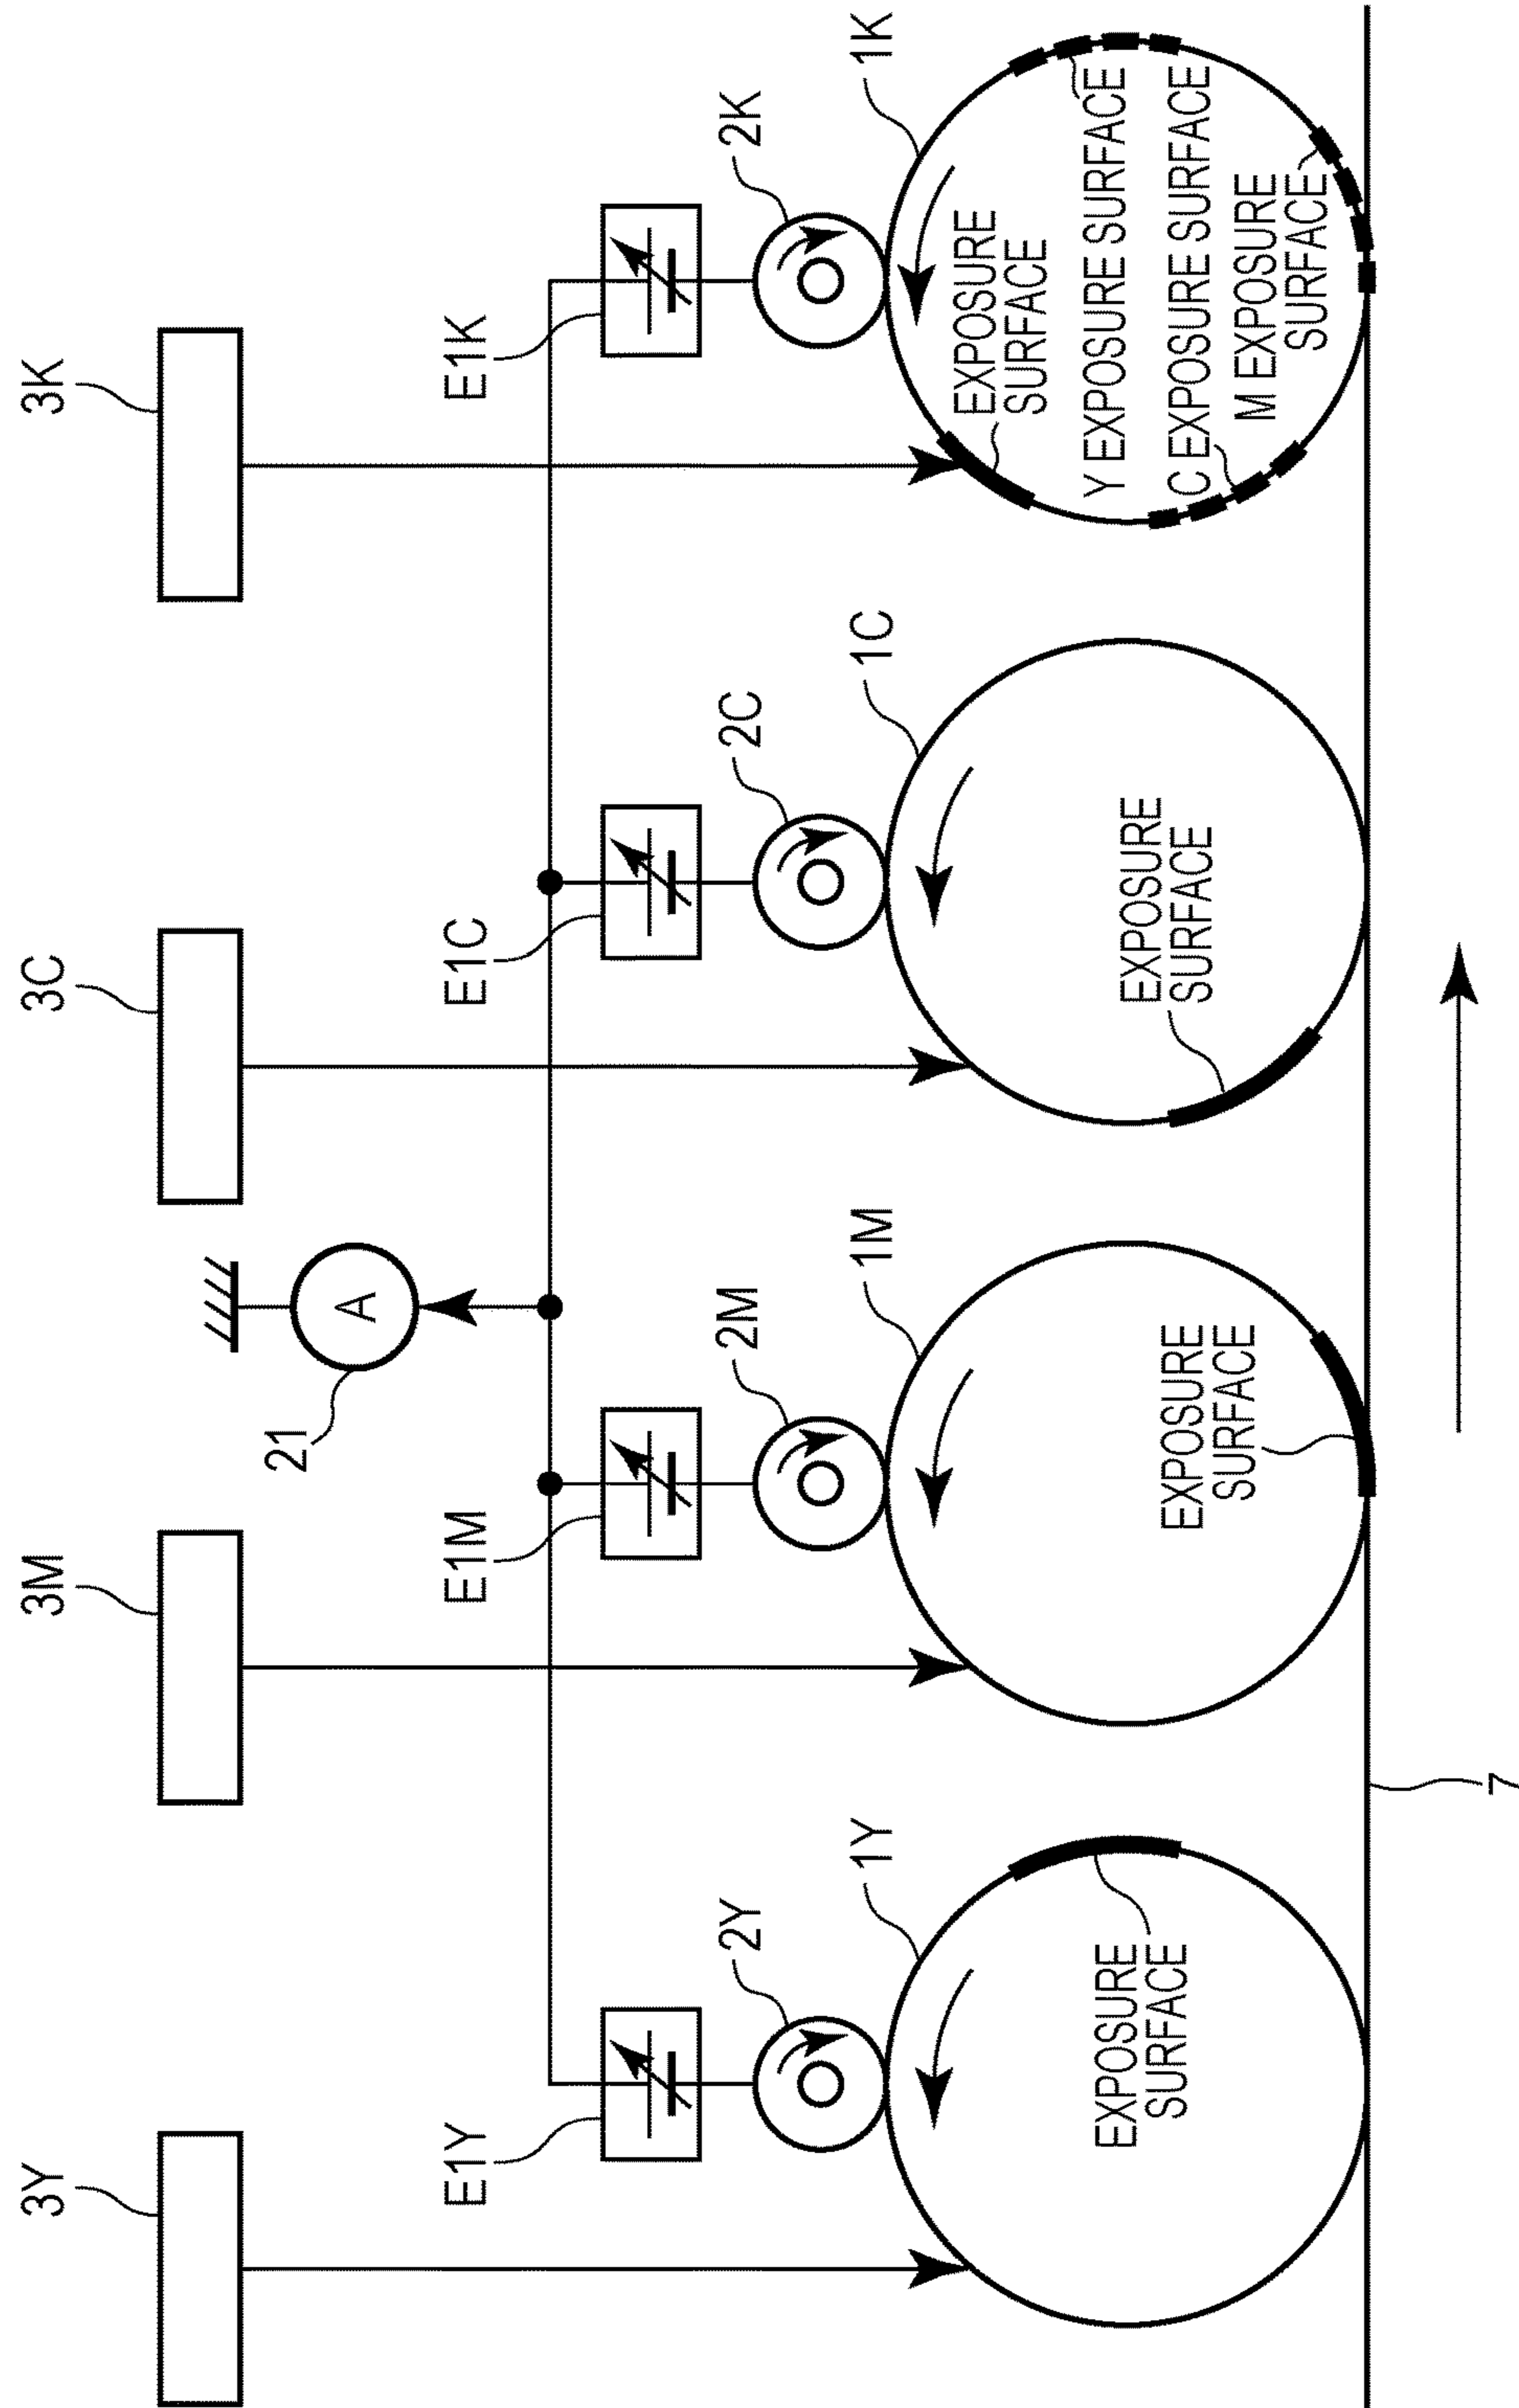 3Y
3M
3C
3K
21
A
E1Y
E1M
E1C
E1K
2Y
2M
2C
2K
1Y
1M
1C
1K
EXPOSURE
SURFACE
EXPOSURE
SURFACE
EXPOSURE
SURFACE
EXPOSURE
SURFACE
Y EXPOSURE SURFACE
C EXPOSURE SURFACE
M EXPOSURE
SURFACE
7